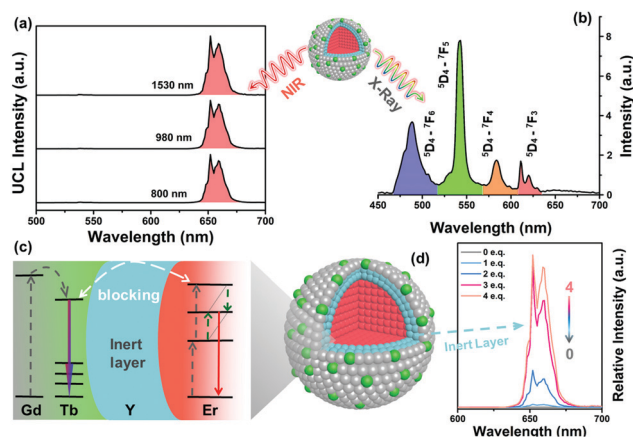 (a)
UCL Intensity (a.u.)
1530 nm
980 nm
800 nm
500 550 600 650 700
Wavelength (nm)
NIR
X-Ray
(b)
⁵D₄ - ⁷F₆
⁵D₄ - ⁷F₅
⁵D₄ - ⁷F₄
⁵D₄ - ⁷F₃
8
6
4
2
0
Intensity (a.u.)
450 500 550 600 650 700
Wavelength (nm)
(c)
blocking
Inert
layer
Gd Tb Y Er
Inert Layer
(d)
0 e.q.
1 e.q.
2 e.q.
3 e.q.
4 e.q.
4
0
Relative Intensity (a.u.)
600 650 700
Wavelength (nm)